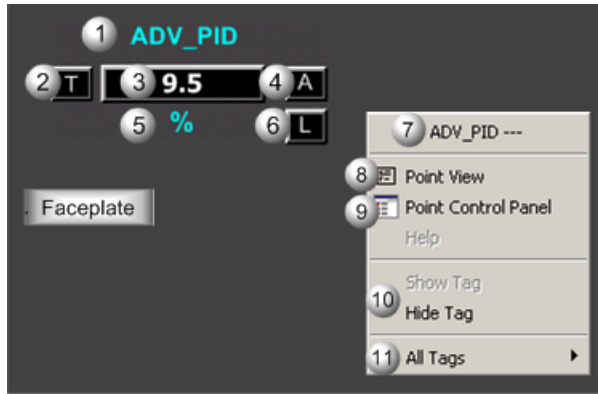 1 ADV_PID
2 T 3 9.5 4 A
5 % 6 L
. Faceplate
7 ADV_PID ---
8 Point View
9 Point Control Panel
Help
Show Tag
10
Hide Tag
11 All Tags